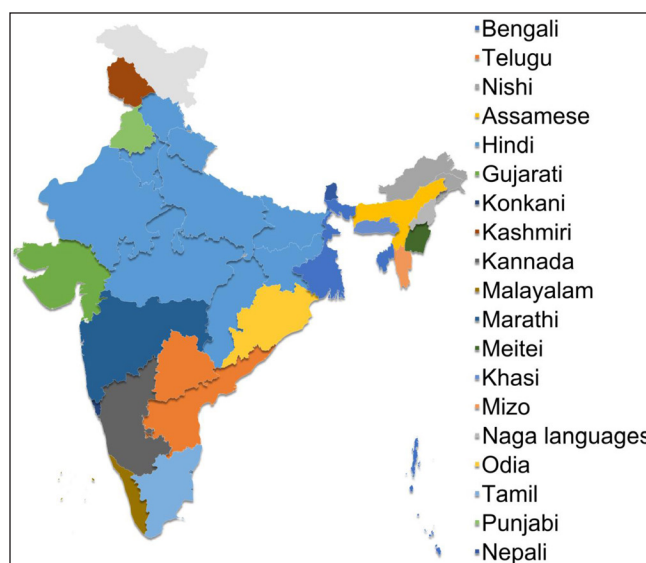 Bengali
Telugu
Nishi
Assamese
Hindi
Gujarati
Konkani
Kashmiri
Kannada
Malayalam
Marathi
Meitei
Khasi
Mizo
Naga languages
Odia
Tamil
Punjabi
Nepali